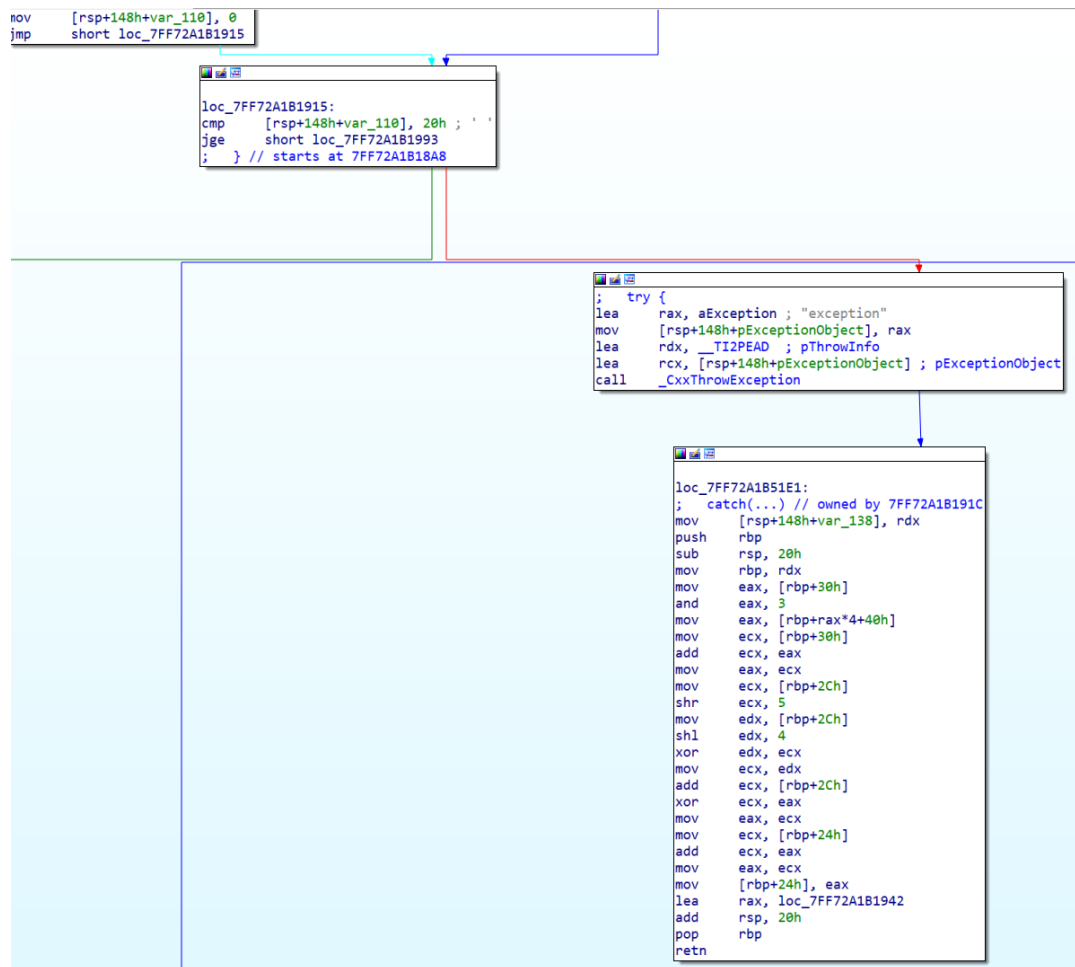 mov     [rsp+148h+var_110], 0
jmp     short loc_7FF72A1B1915
loc_7FF72A1B1915:
cmp     [rsp+148h+var_110], 20h ; ' '
jge     short loc_7FF72A1B1993
;   } // starts at 7FF72A1B18A8
;   try {
lea     rax, aException ; "exception"
mov     [rsp+148h+pExceptionObject], rax
lea     rdx, __TI2PEAD  ; pThrowInfo
lea     rcx, [rsp+148h+pExceptionObject] ; pExceptionObject
call    _CxxThrowException
loc_7FF72A1B51E1:
;   catch(...) // owned by 7FF72A1B191C
mov     [rsp+148h+var_138], rdx
push    rbp
sub     rsp, 20h
mov     rbp, rdx
mov     eax, [rbp+30h]
and     eax, 3
mov     eax, [rbp+rax*4+40h]
mov     ecx, [rbp+30h]
add     ecx, eax
mov     eax, ecx
mov     ecx, [rbp+2Ch]
shr     ecx, 5
mov     edx, [rbp+2Ch]
shl     edx, 4
xor     edx, ecx
mov     ecx, edx
add     ecx, [rbp+2Ch]
xor     ecx, eax
mov     eax, ecx
mov     ecx, [rbp+24h]
add     ecx, eax
mov     eax, ecx
mov     [rbp+24h], eax
lea     rax, loc_7FF72A1B1942
add     rsp, 20h
pop     rbp
retn